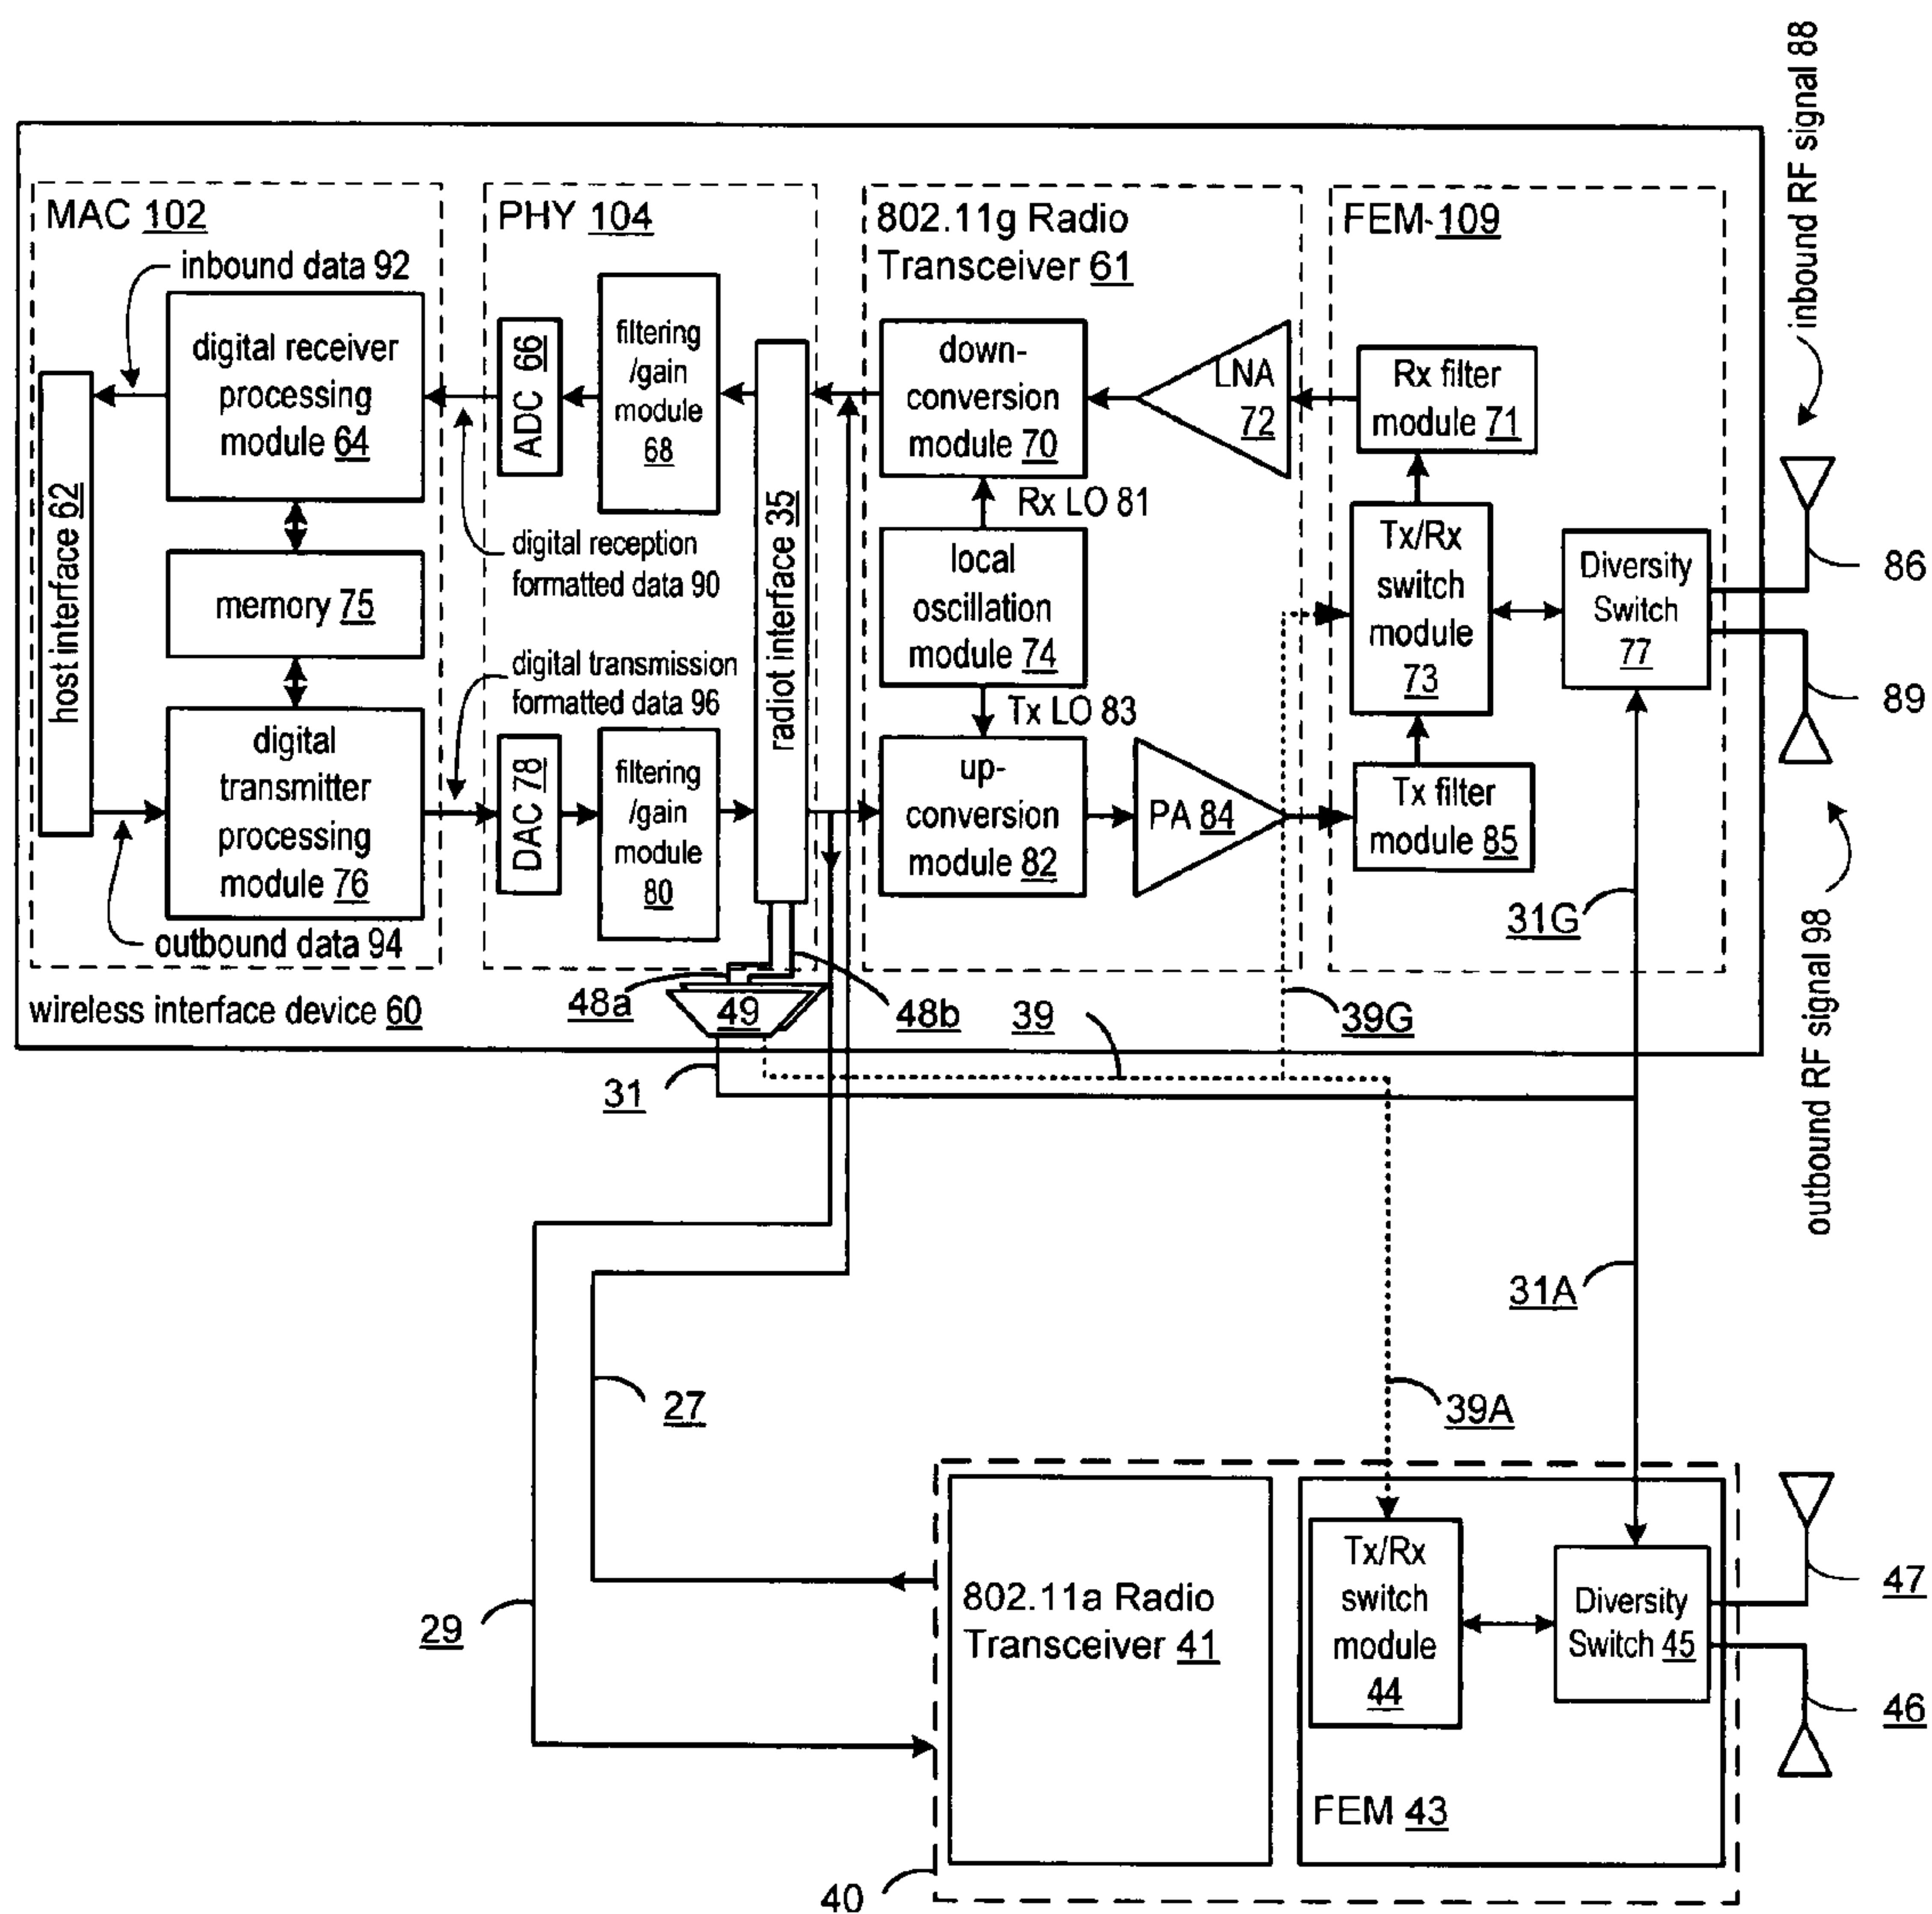 inbound RF signal 88
MAC 102
inbound data 92
digital receiver
processing
module 64
host interface 62
memory 75
digital
transmitter
processing
module 76
outbound data 94
wireless interface device 60
PHY 104
ADC 66
filtering
/gain
module
68
digital reception
formatted data 90
digital transmission
formatted data 96
DAC 78
filtering
/gain
module
80
radiot interface 35
48a
49
48b
802.11g Radio
Transceiver 61
down-
conversion
module 70
LNA
72
Rx LO 81
local
oscillation
module 74
Tx LO 83
up-
conversion
module 82
PA 84
FEM-109
Rx filter
module 71
Tx/Rx
switch
module
73
Diversity
Switch
77
Tx filter
module 85
86
89
31G
39G
39
31
outbound RF signal 98
31A
27
39A
29
802.11a Radio
Transceiver 41
Tx/Rx
switch
module
44
Diversity
Switch 45
47
46
FEM 43
40